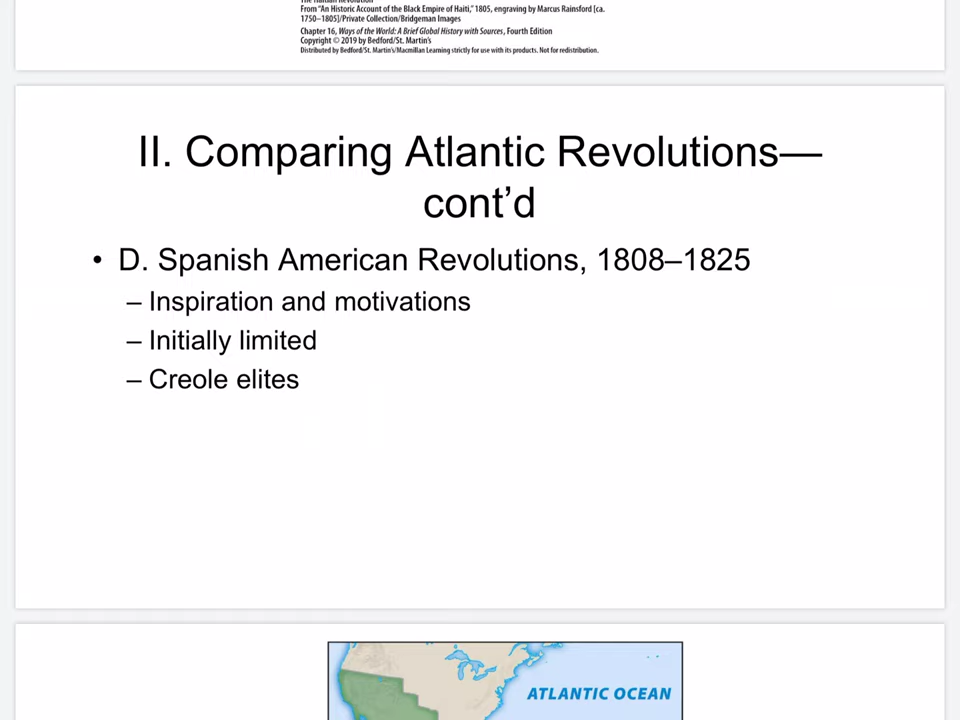 The Haitian Revolution
From "An Historic Account of the Black Empire of Haiti," 1805, engraving by Marcus Rainsford [ca.
1750–1805]/Private Collection/Bridgeman Images
Chapter 16, Ways of the World: A Brief Global History with Sources, Fourth Edition
Copyright © 2019 by Bedford/St. Martin's
Distributed by Bedford/St. Martin's/Macmillan Learning strictly for use with its products. Not for redistribution.
II. Comparing Atlantic Revolutions—
cont'd
• D. Spanish American Revolutions, 1808–1825
– Inspiration and motivations
– Initially limited
– Creole elites
ATLANTIC OCEAN